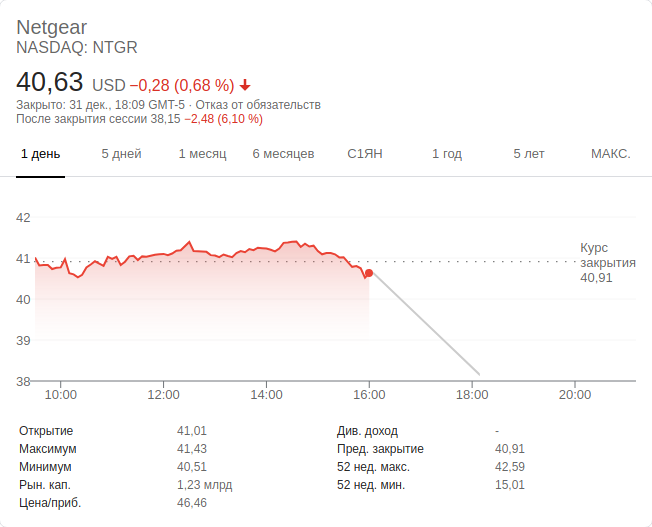 Netgear
NASDAQ: NTGR
40,63 USD −0,28 (0,68 %)
Закрыто: 31 дек., 18:09 GMT-5 · Отказ от обязательств
После закрытия сессии 38,15 −2,48 (6,10 %)
1 день 5 дней 1 месяц 6 месяцев С1ЯН 1 год 5 лет МАКС.
42
41
40
39
38
Курс
закрытия
40,91
10:00 12:00 14:00 16:00 18:00 20:00
Открытие 41,01 Див. доход -
Максимум 41,43 Пред. закрытие 40,91
Минимум 40,51 52 нед. макс. 42,59
Рын. кап. 1,23 млрд 52 нед. мин. 15,01
Цена/приб. 46,46